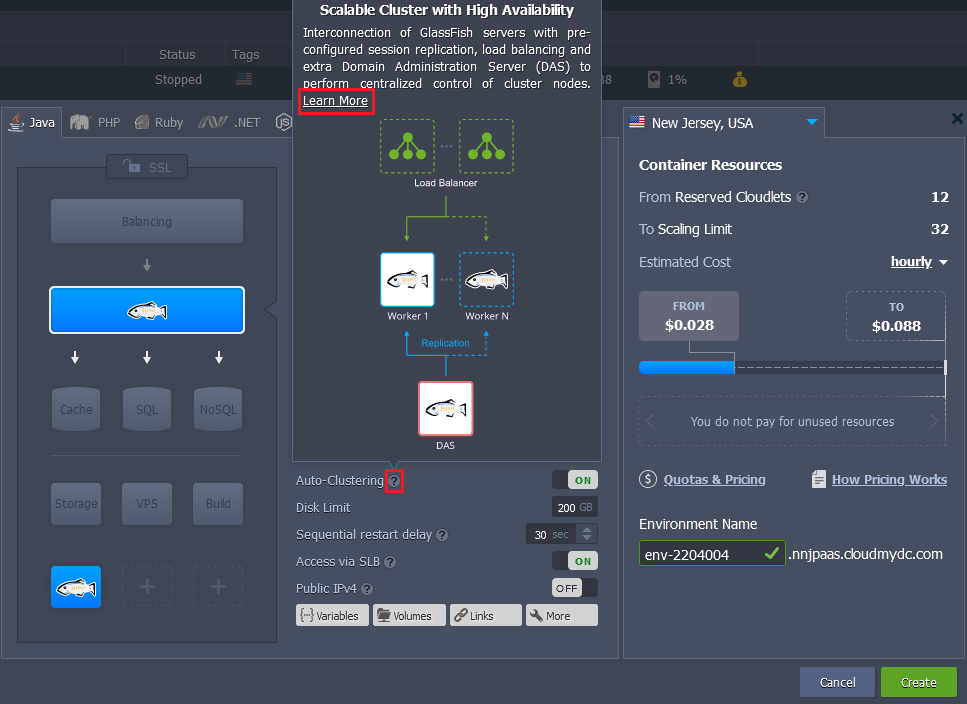 Scalable Cluster with High Availability
Interconnection of GlassFish servers with pre-
configured session replication, load balancing and
extra Domain Administration Server (DAS) to
perform centralized control of cluster nodes.
Learn More
Status
Tags
Stopped
1%
Java
PHP
Ruby
.NET
SSL
Balancing
Cache
SQL
NoSQL
Storage
VPS
Build
Load Balancer
Worker 1
Worker N
Replication
DAS
Auto-Clustering ?
ON
Disk Limit
200 GB
Sequential restart delay ?
30 sec
Access via SLB ?
ON
Public IPv4 ?
OFF
Variables
Volumes
Links
More
New Jersey, USA
Container Resources
From Reserved Cloudlets ?
12
To Scaling Limit
32
Estimated Cost
hourly
FROM
$0.028
TO
$0.088
You do not pay for unused resources
$ Quotas & Pricing
How Pricing Works
Environment Name
env-2204004
.nnjpaas.cloudmydc.com
Cancel
Create